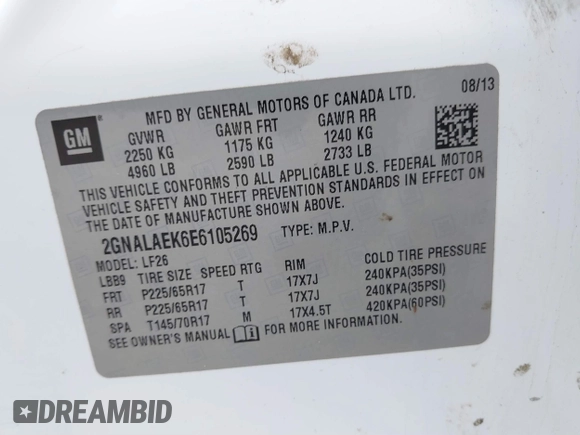 08/13
MFD BY GENERAL MOTORS OF CANADA LTD.
GM
GVWR GAWR FRT GAWR RR
2250 KG 1175 KG 1240 KG
4960 LB 2590 LB 2733 LB
THIS VEHICLE CONFORMS TO ALL APPLICABLE U.S. FEDERAL MOTOR
VEHICLE SAFETY AND THEFT PREVENTION STANDARDS IN EFFECT ON
THE DATE OF MANUFACTURE SHOWN ABOVE.
2GNALAEK6E6105269 TYPE: M.P.V.
MODEL: LF26
LBB9 TIRE SIZE SPEED RTG RIM
FRT P225/65R17 T 17X7J 240KPA(35PSI)
RR P225/65R17 T 17X7J 240KPA(35PSI)
SPA T145/70R17 M 17X4.5T 420KPA(60PSI)
SEE OWNER'S MANUAL FOR MORE INFORMATION.
DREAMBID